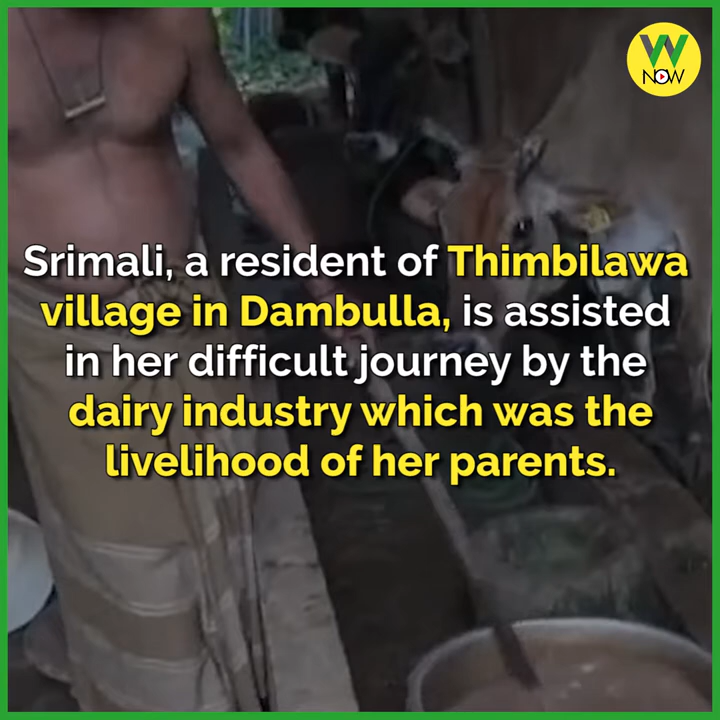 W
NOW
Srimali, a resident of Thimbilawa
village in Dambulla, is assisted
in her difficult journey by the
dairy industry which was the
livelihood of her parents.